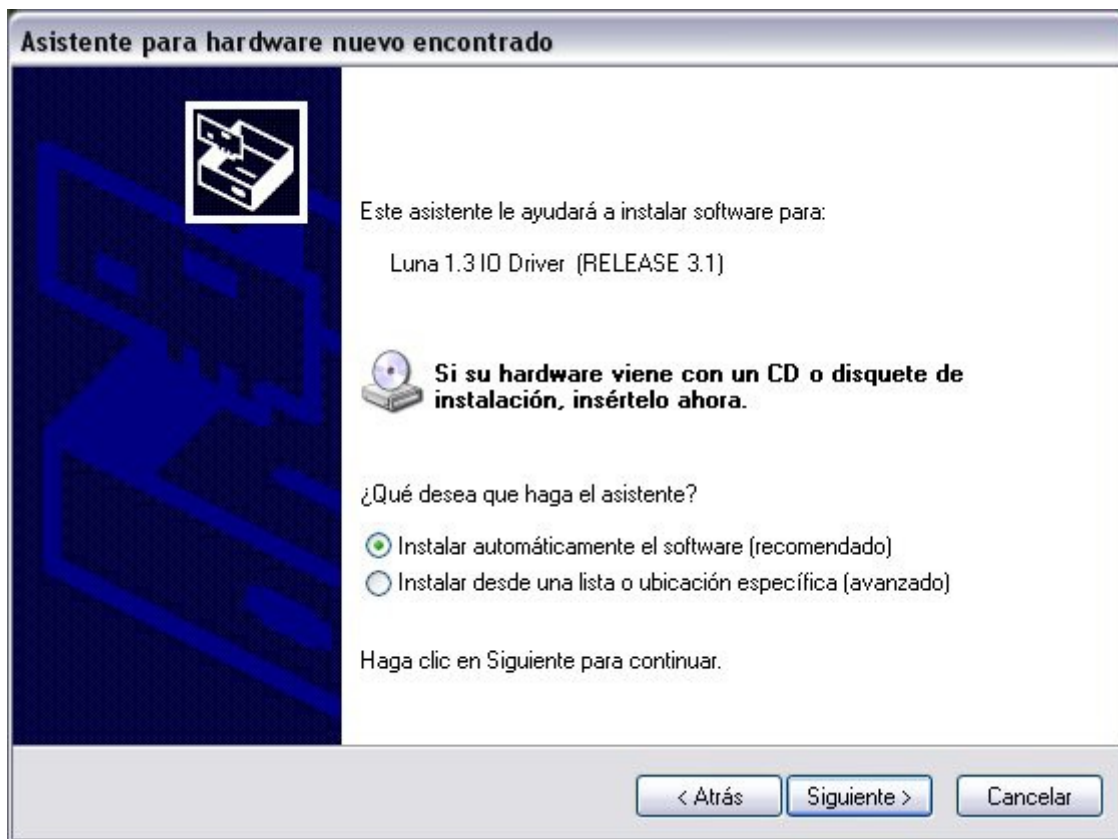 Asistente para hardware nuevo encontrado
Este asistente le ayudará a instalar software para:
Luna 1.3 IO Driver (RELEASE 3.1)
Si su hardware viene con un CD o disquete de
instalación, insértelo ahora.
¿Qué desea que haga el asistente?
Instalar automáticamente el software (recomendado)
Instalar desde una lista o ubicación específica (avanzado)
Haga clic en Siguiente para continuar.
< Atrás Siguiente > Cancelar